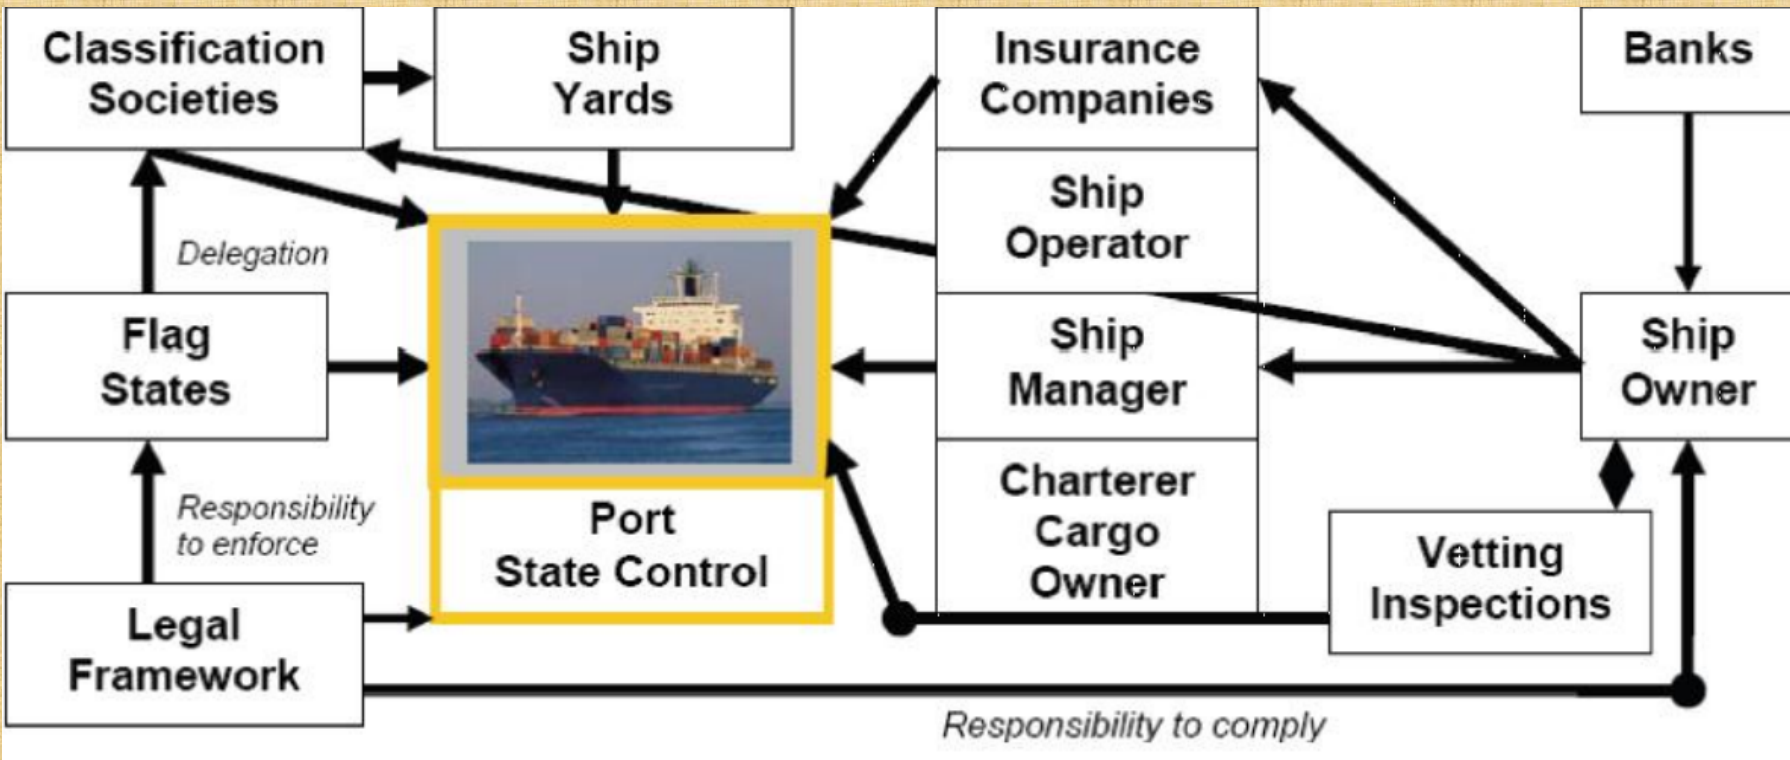 Classification
Societies
Ship
Yards
Insurance
Companies
Banks
Ship
Operator
Delegation
Flag
States
Ship
Manager
Ship
Owner
Responsibility
to enforce
Port
State Control
Charterer
Cargo
Owner
Vetting
Inspections
Legal
Framework
Responsibility to comply